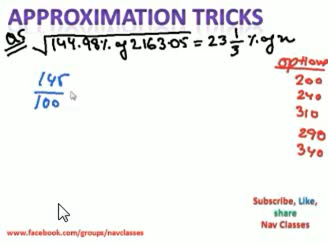 APPROXIMATION TRICKS
Q5 √144.98% of 2163.05 = 23 1/3 % of x
145/100
options
200
240
310
290
340
Subscribe, Like,
share
Nav Classes
www.facebook.com/groups/navclasses